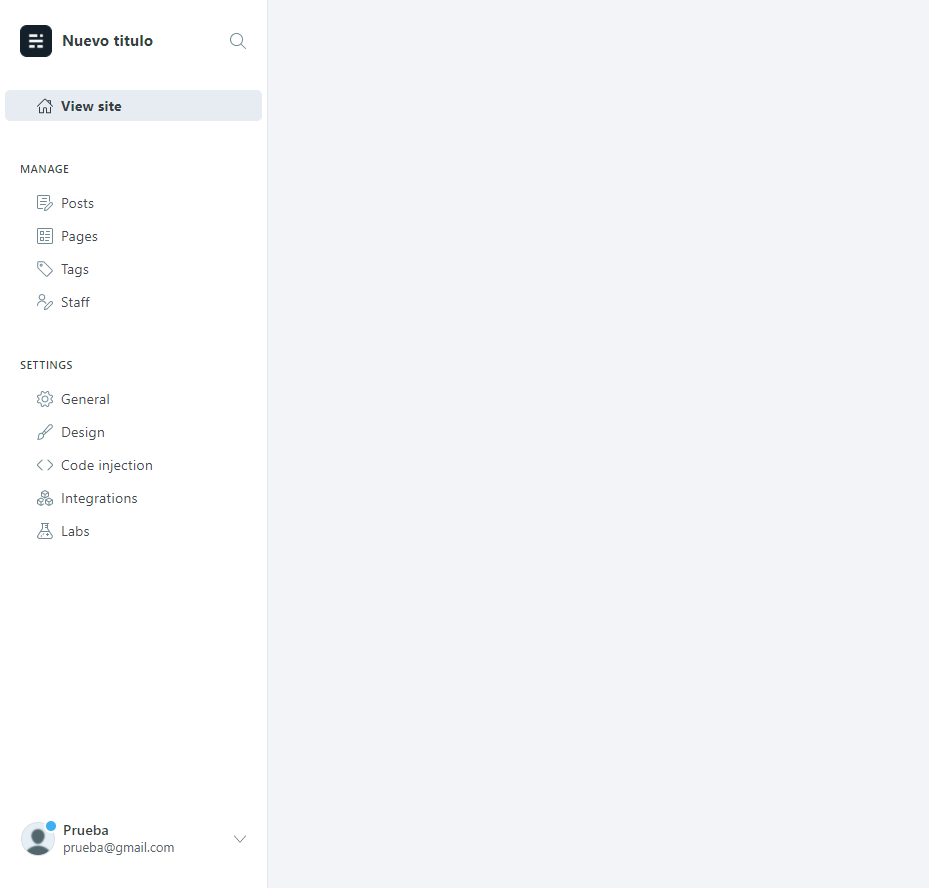 Nuevo titulo
View site
MANAGE
Posts
Pages
Tags
Staff
SETTINGS
General
Design
Code injection
Integrations
Labs
Prueba
prueba@gmail.com